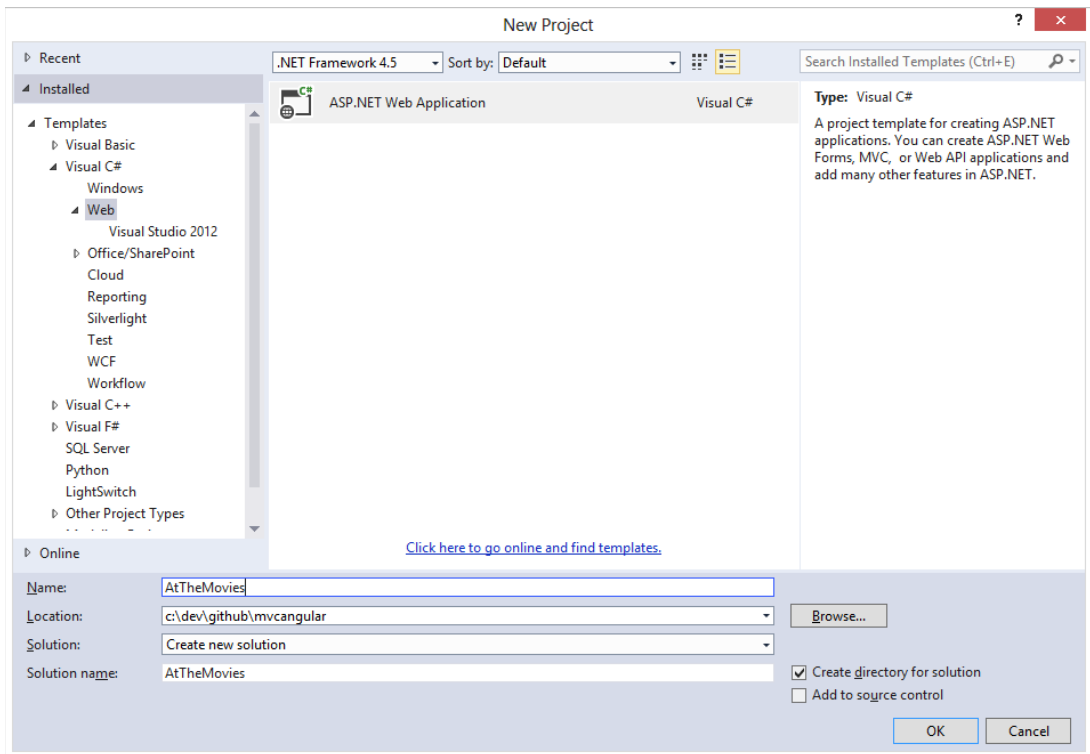 New Project
?
Recent
Installed
Templates
Visual Basic
Visual C#
Windows
Web
Visual Studio 2012
Office/SharePoint
Cloud
Reporting
Silverlight
Test
WCF
Workflow
Visual C++
Visual F#
SQL Server
Python
LightSwitch
Other Project Types
Online
.NET Framework 4.5 Sort by: Default
C# ASP.NET Web Application Visual C#
Click here to go online and find templates.
Search Installed Templates (Ctrl+E)
Type: Visual C#
A project template for creating ASP.NET
applications. You can create ASP.NET Web
Forms, MVC, or Web API applications and
add many other features in ASP.NET.
Name: AtTheMovies
Location: c:\dev\github\mvcangular Browse...
Solution: Create new solution
Solution name: AtTheMovies
Create directory for solution
Add to source control
OK Cancel